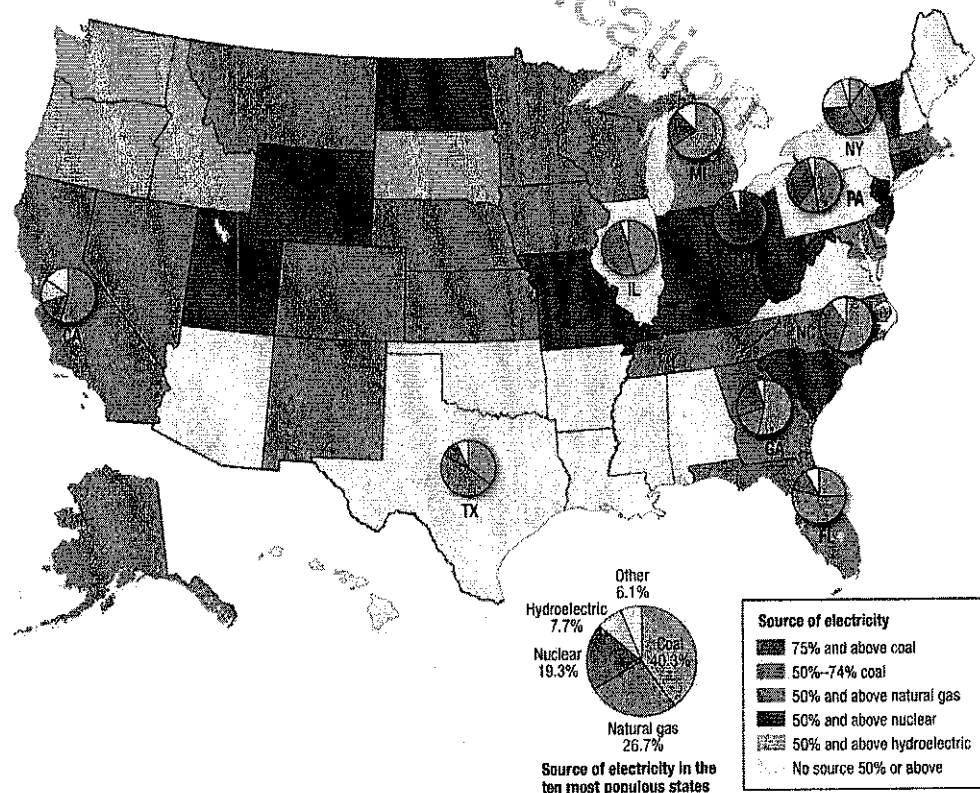 MI
NY
PA
IL
NC
GA
TX
FL
Other
6.1%
Hydroelectric
7.7%
Nuclear
19.3%
Coal
40.3%
Natural gas
26.7%
Source of electricity in the
ten most populous states
Source of electricity
75% and above coal
50%–74% coal
50% and above natural gas
50% and above nuclear
50% and above hydroelectric
No source 50% or above